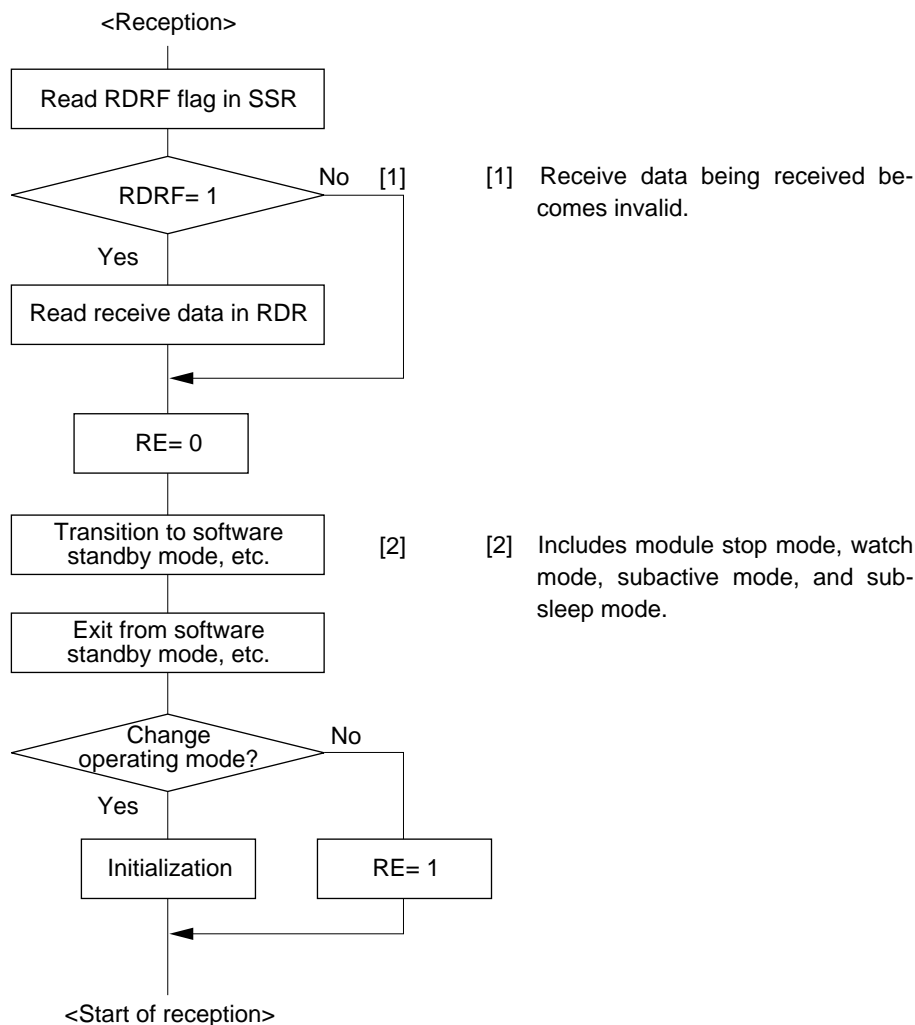 <Reception>
Read RDRF flag in SSR
RDRF= 1
No
[1]
Yes
Read receive data in RDR
RE= 0
Transition to software
standby mode, etc.
[2]
Exit from software
standby mode, etc.
Change
operating mode?
No
Yes
Initialization
RE= 1
<Start of reception>
[1] Receive data being received be-
comes invalid.
[2] Includes module stop mode, watch
mode, subactive mode, and sub-
sleep mode.